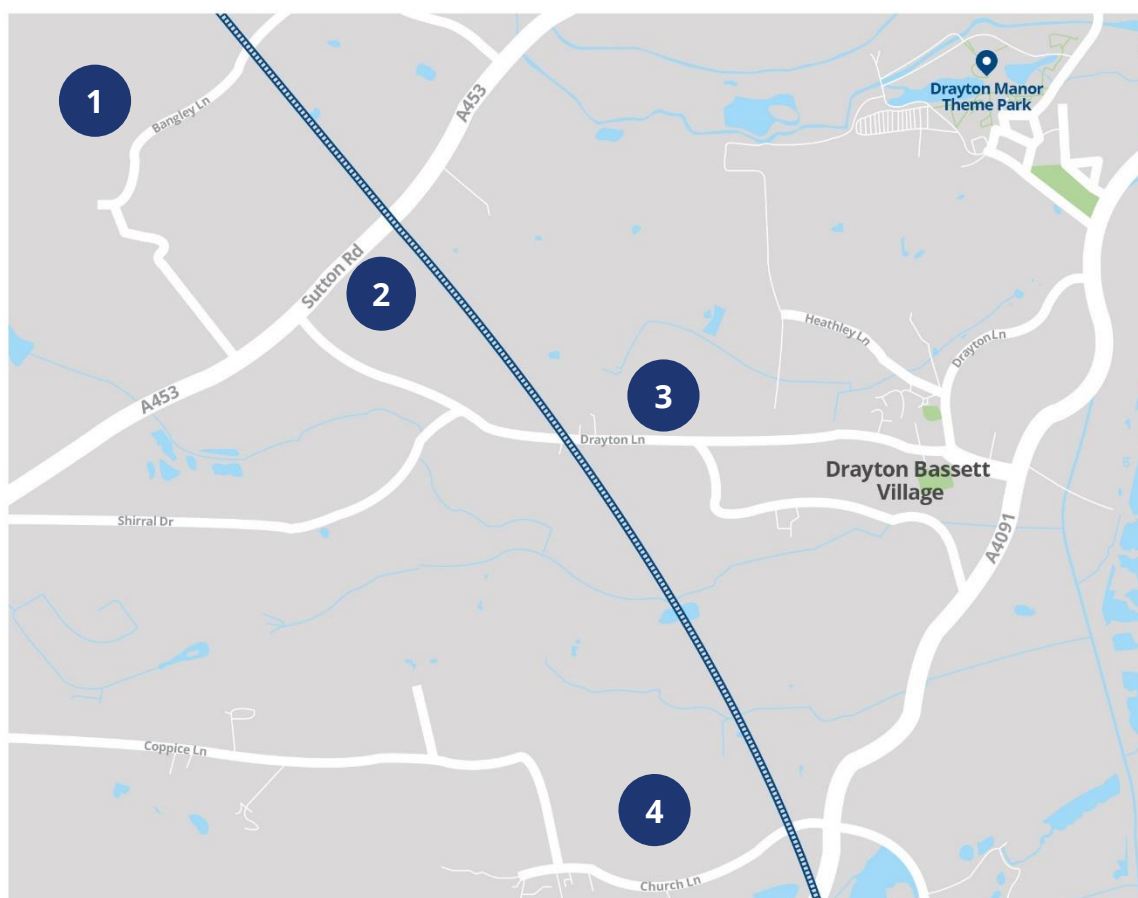 1
Bangley Ln
A453
Drayton Manor
Theme Park
Sutton Rd
2
Heathley Ln
Drayton Ln
3
A453
Drayton Ln
Drayton Bassett
Village
Shirral Dr
A4091
Coppice Ln
4
Church Ln